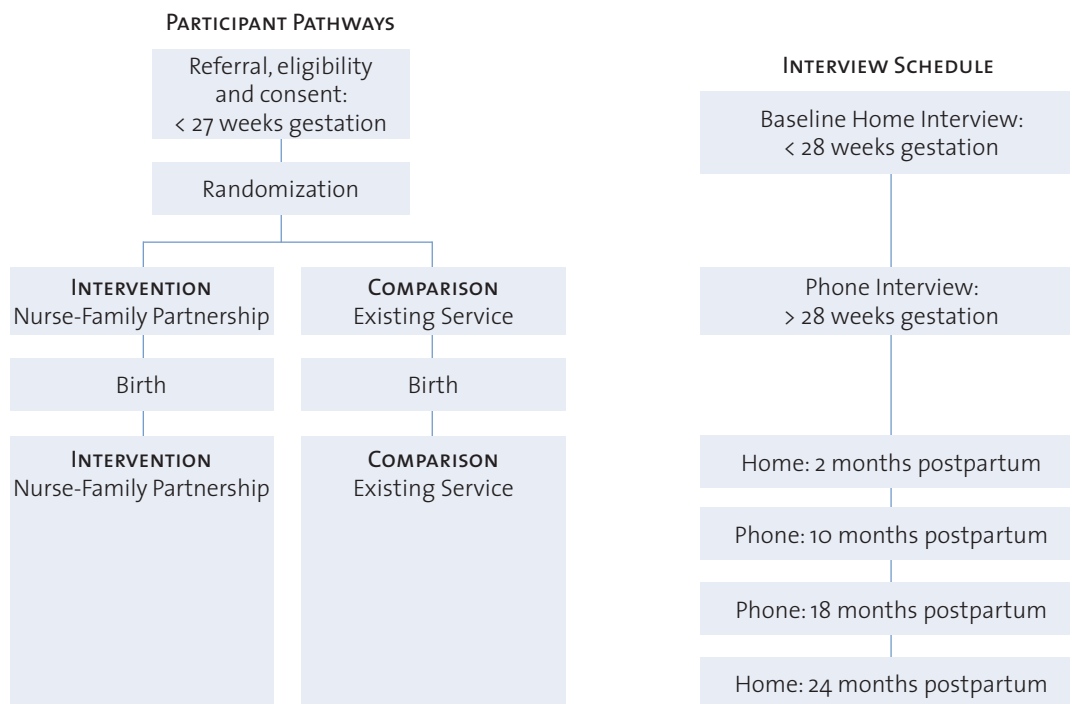 PARTICIPANT PATHWAYS
Referral, eligibility
and consent:
< 27 weeks gestation
Randomization
INTERVENTION
Nurse-Family Partnership
COMPARISON
Existing Service
Birth
Birth
INTERVENTION
Nurse-Family Partnership
COMPARISON
Existing Service
INTERVIEW SCHEDULE
Baseline Home Interview:
< 28 weeks gestation
Phone Interview:
> 28 weeks gestation
Home: 2 months postpartum
Phone: 10 months postpartum
Phone: 18 months postpartum
Home: 24 months postpartum